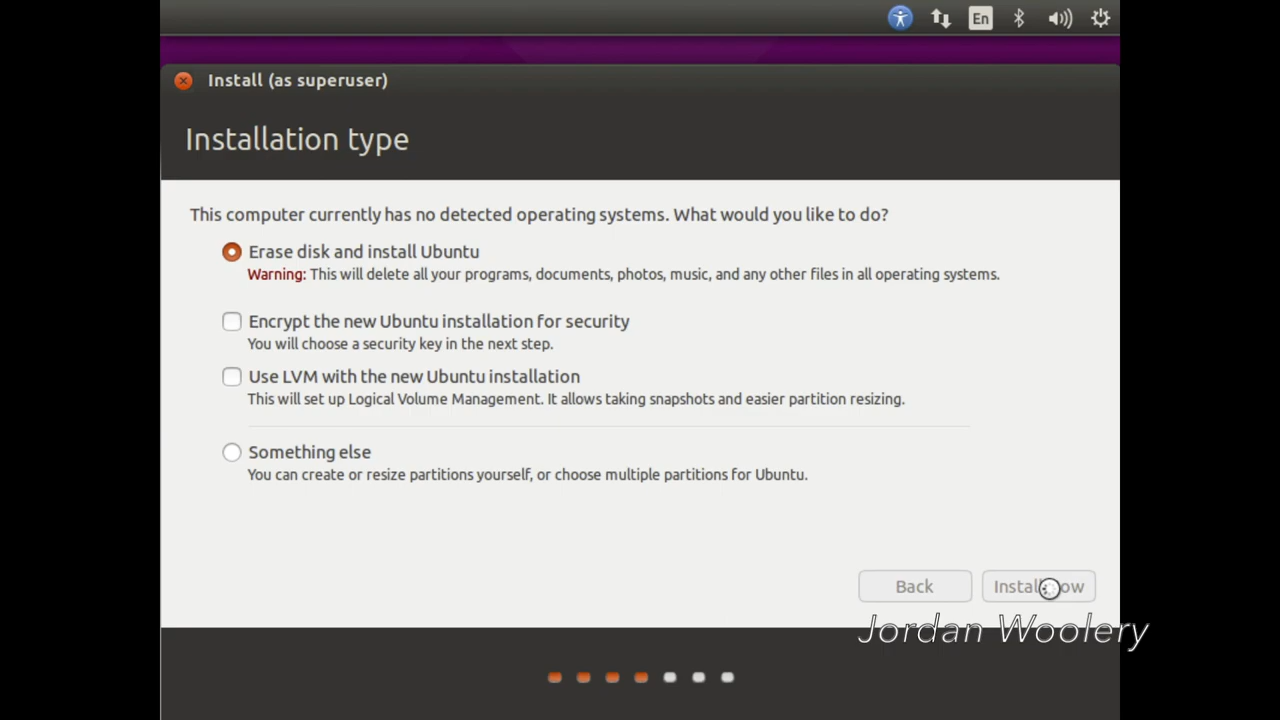 En
Install (as superuser)
Installation type
This computer currently has no detected operating systems. What would you like to do?
Erase disk and install Ubuntu
Warning: This will delete all your programs, documents, photos, music, and any other files in all operating systems.
Encrypt the new Ubuntu installation for security
You will choose a security key in the next step.
Use LVM with the new Ubuntu installation
This will set up Logical Volume Management. It allows taking snapshots and easier partition resizing.
Something else
You can create or resize partitions yourself, or choose multiple partitions for Ubuntu.
Back Install Now
Jordan Woolery